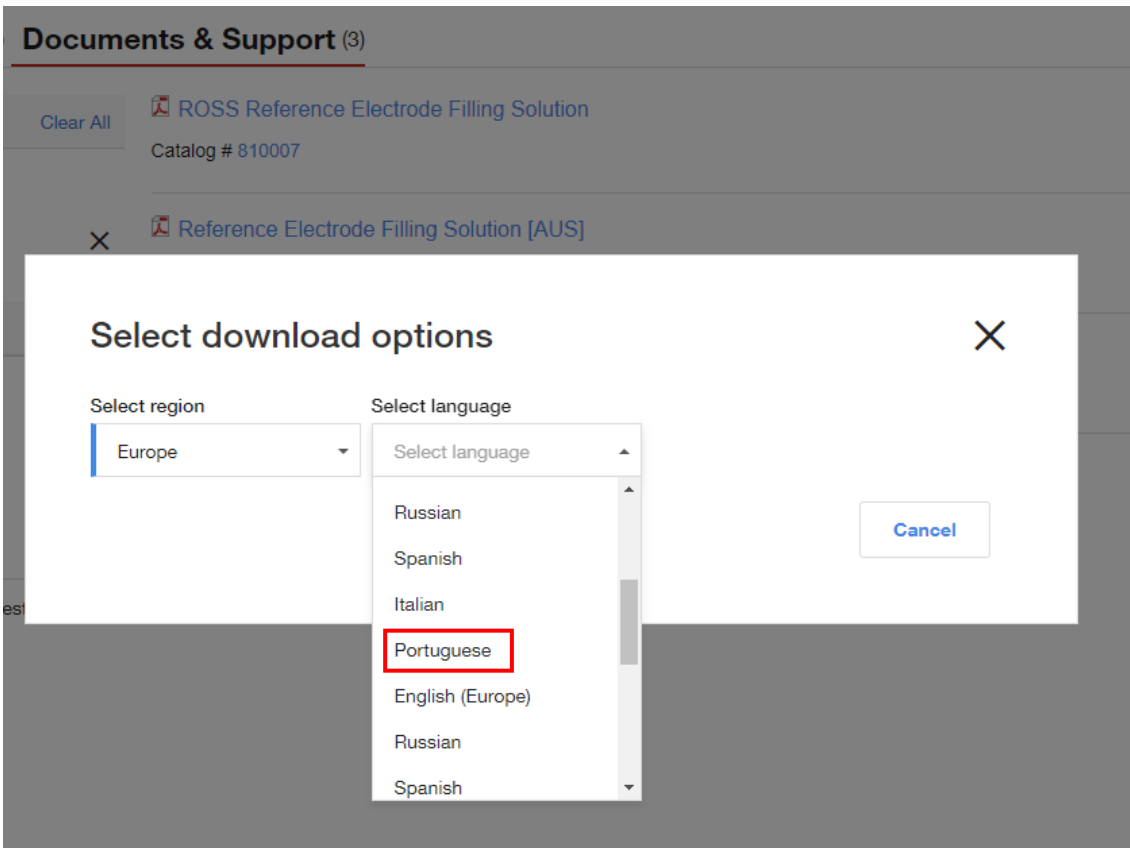 Documents & Support (3)
Clear All
ROSS Reference Electrode Filling Solution
Catalog # 810007
Reference Electrode Filling Solution [AUS]
Select download options
Select region
Select language
Europe
Select language
Russian
Spanish
Cancel
Italian
est
Portuguese
English (Europe)
Russian
Spanish